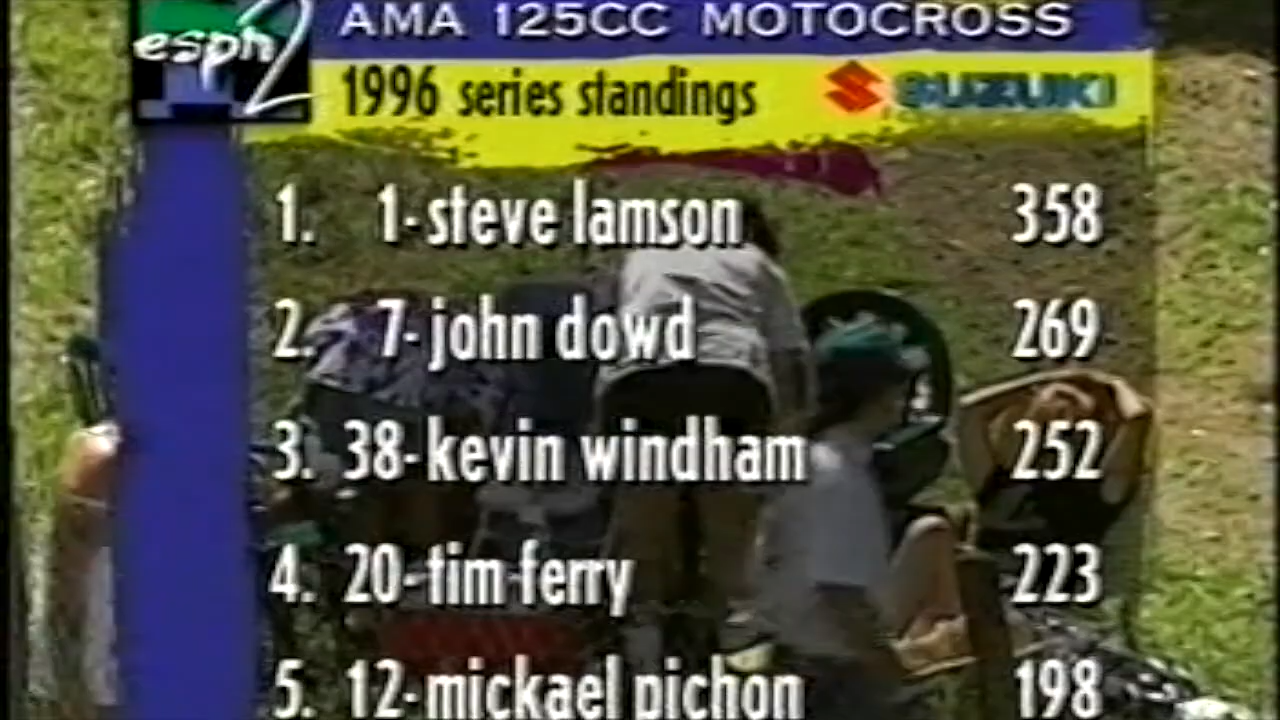 espn2
AMA 125CC MOTOCROSS
1996 series standings SUZUKI
1. 1-steve lamson 358
2. 7-john dowd 269
3. 38-kevin windham 252
4. 20-tim ferry 223
5. 12-mickael pichon 198